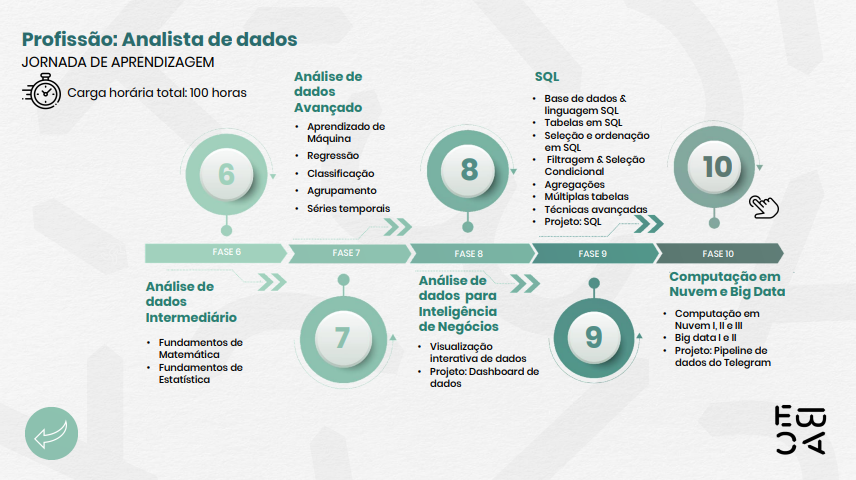 Profissão: Analista de dados
JORNADA DE APRENDIZAGEM
Carga horária total: 100 horas
6
FASE 6
Análise de
dados
Intermediário
• Fundamentos de
Matemática
• Fundamentos de
Estatística
Análise de
dados
Avançado
• Aprendizado de
Máquina
• Regressão
• Classificação
• Agrupamento
• Séries temporais
FASE 7
7
8
FASE 8
Análise de
dados para
Inteligência
de Negócios
• Visualização
interativa de dados
• Projeto: Dashboard de
dados
SQL
• Base de dados &
linguagem SQL
• Tabelas em SQL
• Seleção e ordenação
em SQL
• Filtragem & Seleção
Condicional
• Agregações
• Múltiplas tabelas
• Técnicas avançadas
• Projeto: SQL
FASE 9
9
10
FASE 10
Computação em
Nuvem e Big Data
• Computação em
Nuvem I, II e III
• Big data I e II
• Projeto: Pipeline de
dados do Telegram
EBAC